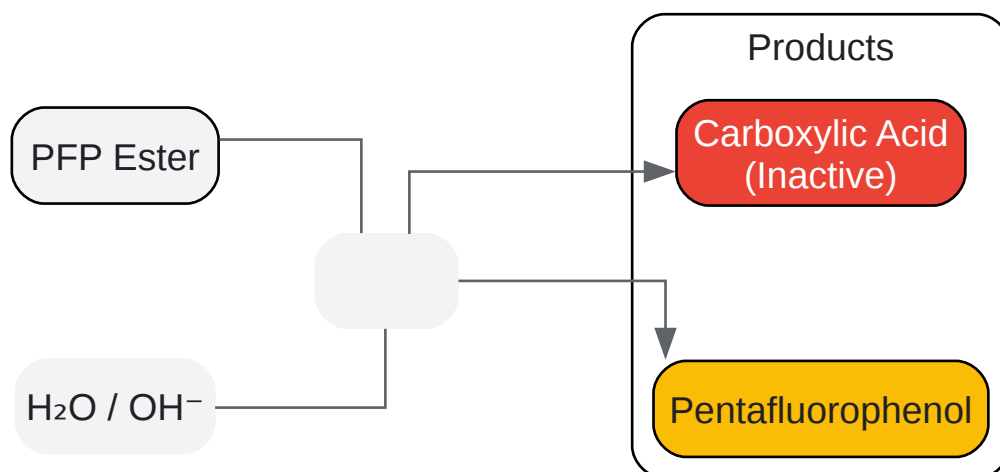 Products
PFP Ester
Carboxylic Acid
(Inactive)
H₂O / OH⁻
Pentafluorophenol